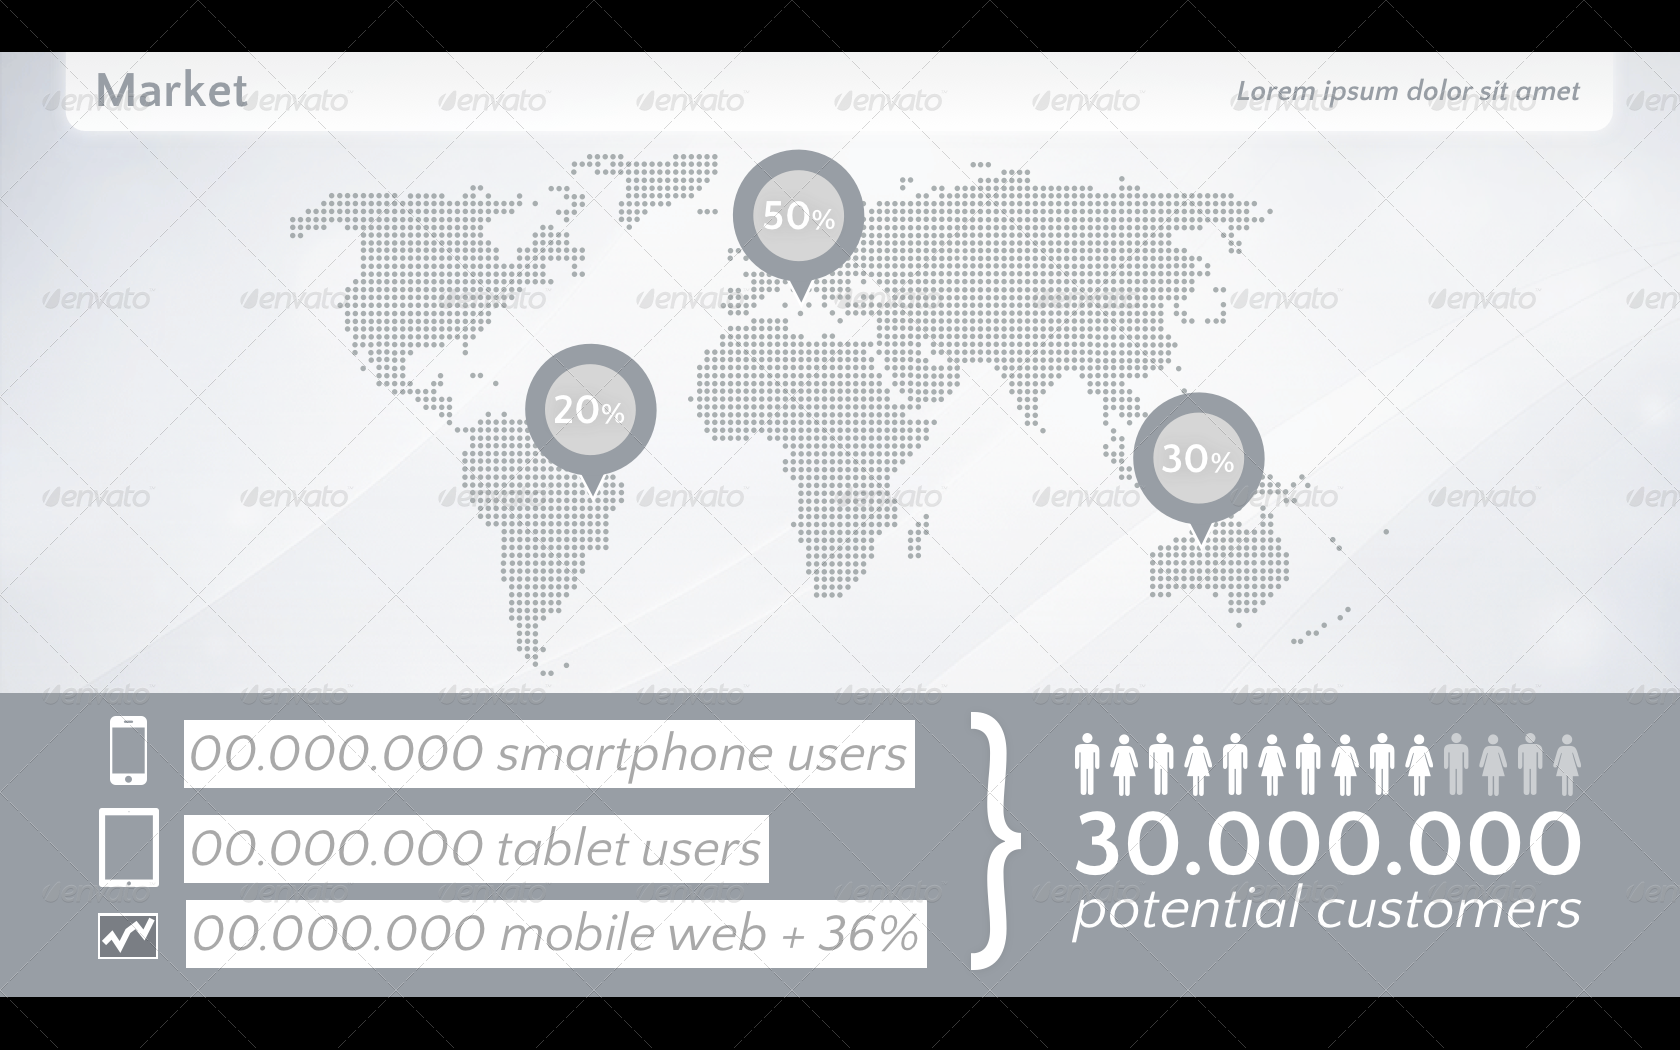 Market
Lorem ipsum dolor sit amet
50%
20%
30%
00.000.000 smartphone users
00.000.000 tablet users
00.000.000 mobile web + 36%
30.000.000
potential customers
envato